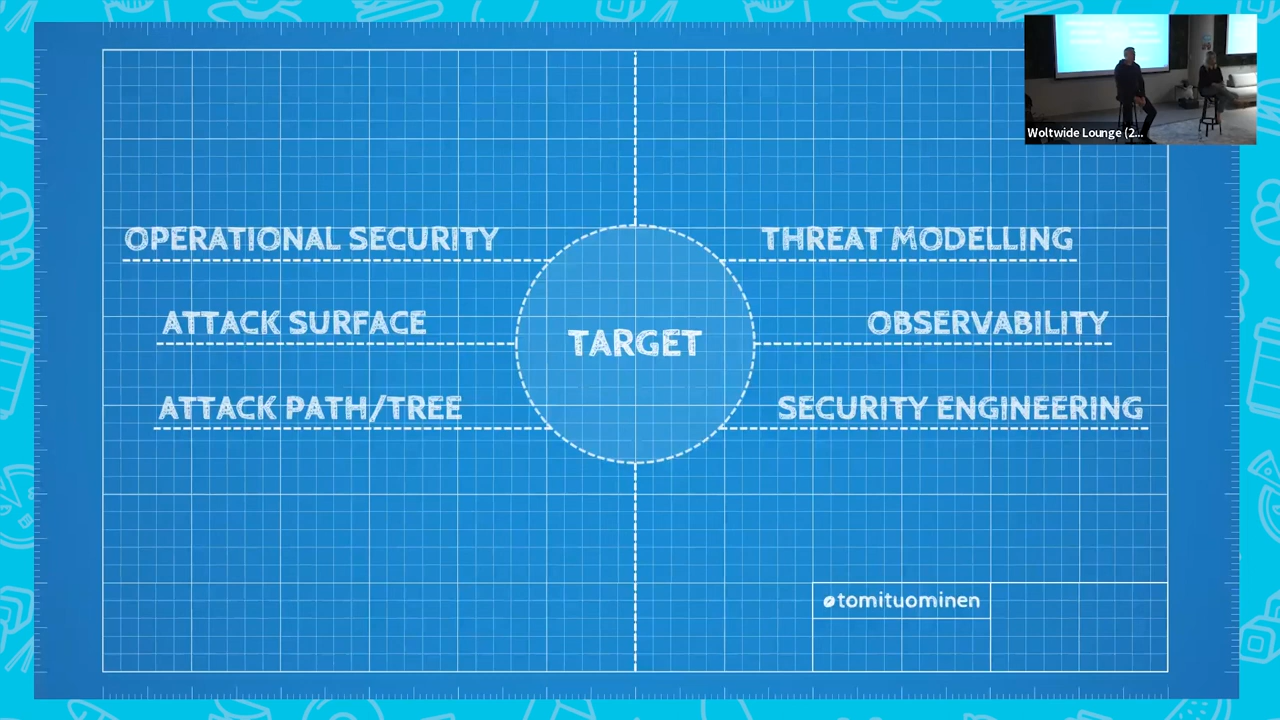 Woltwide Lounge (2...
OPERATIONAL SECURITY
THREAT MODELLING
ATTACK SURFACE
OBSERVABILITY
TARGET
ATTACK PATH/TREE
SECURITY ENGINEERING
@tomituominen